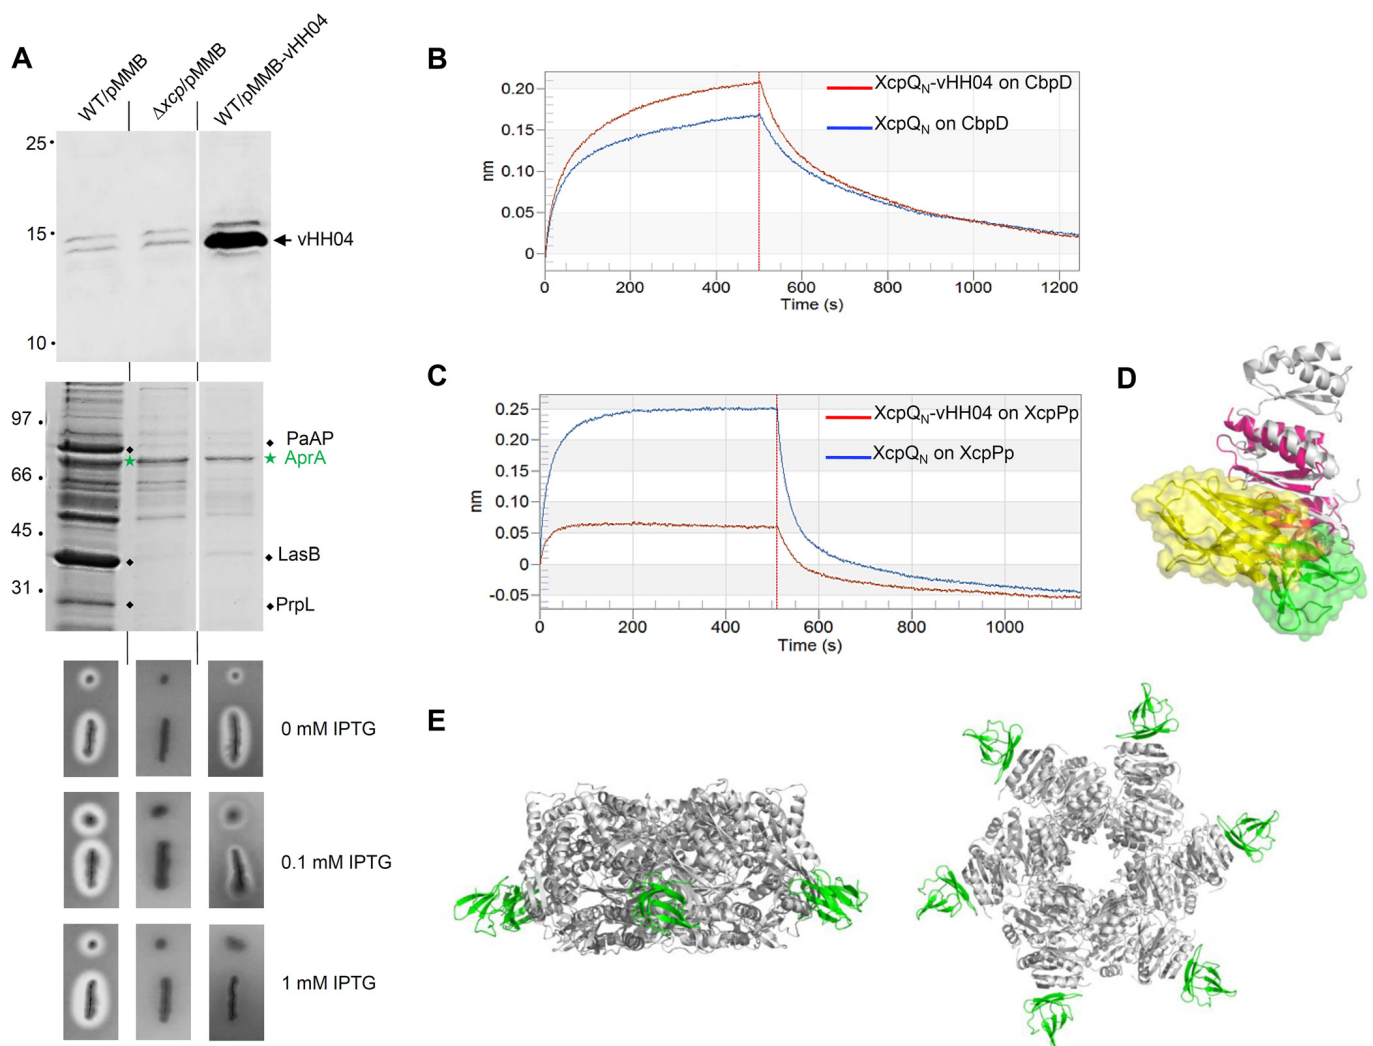 A
WT/pMMB
Δxcp/pMMB
WT/pMMB-vHH04
25
15
10
vHH04
97
66
45
31
PaAP
AprA
LasB
PrpL
0 mM IPTG
0.1 mM IPTG
1 mM IPTG
B
0.20
0.15
0.10
0.05
0
nm
XcpQN-vHH04 on CbpD
XcpQN on CbpD
0 200 400 600 800 1000 1200
Time (s)
C
0.25
0.20
0.15
0.10
0.05
0
-0.05
nm
XcpQN-vHH04 on XcpPp
XcpQN on XcpPp
0 200 400 600 800 1000
Time (s)
D
E